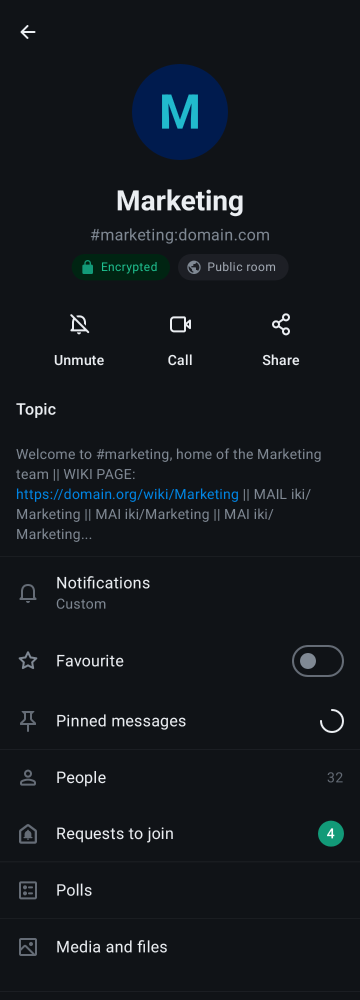 M
Marketing
#marketing:domain.com
Encrypted
Public room
Unmute
Call
Share
Topic
Welcome to #marketing, home of the Marketing
team || WIKI PAGE:
https://domain.org/wiki/Marketing || MAIL iki/
Marketing || MAI iki/Marketing || MAI iki/
Marketing...
Notifications
Custom
Favourite
Pinned messages
People 32
Requests to join 4
Polls
Media and files